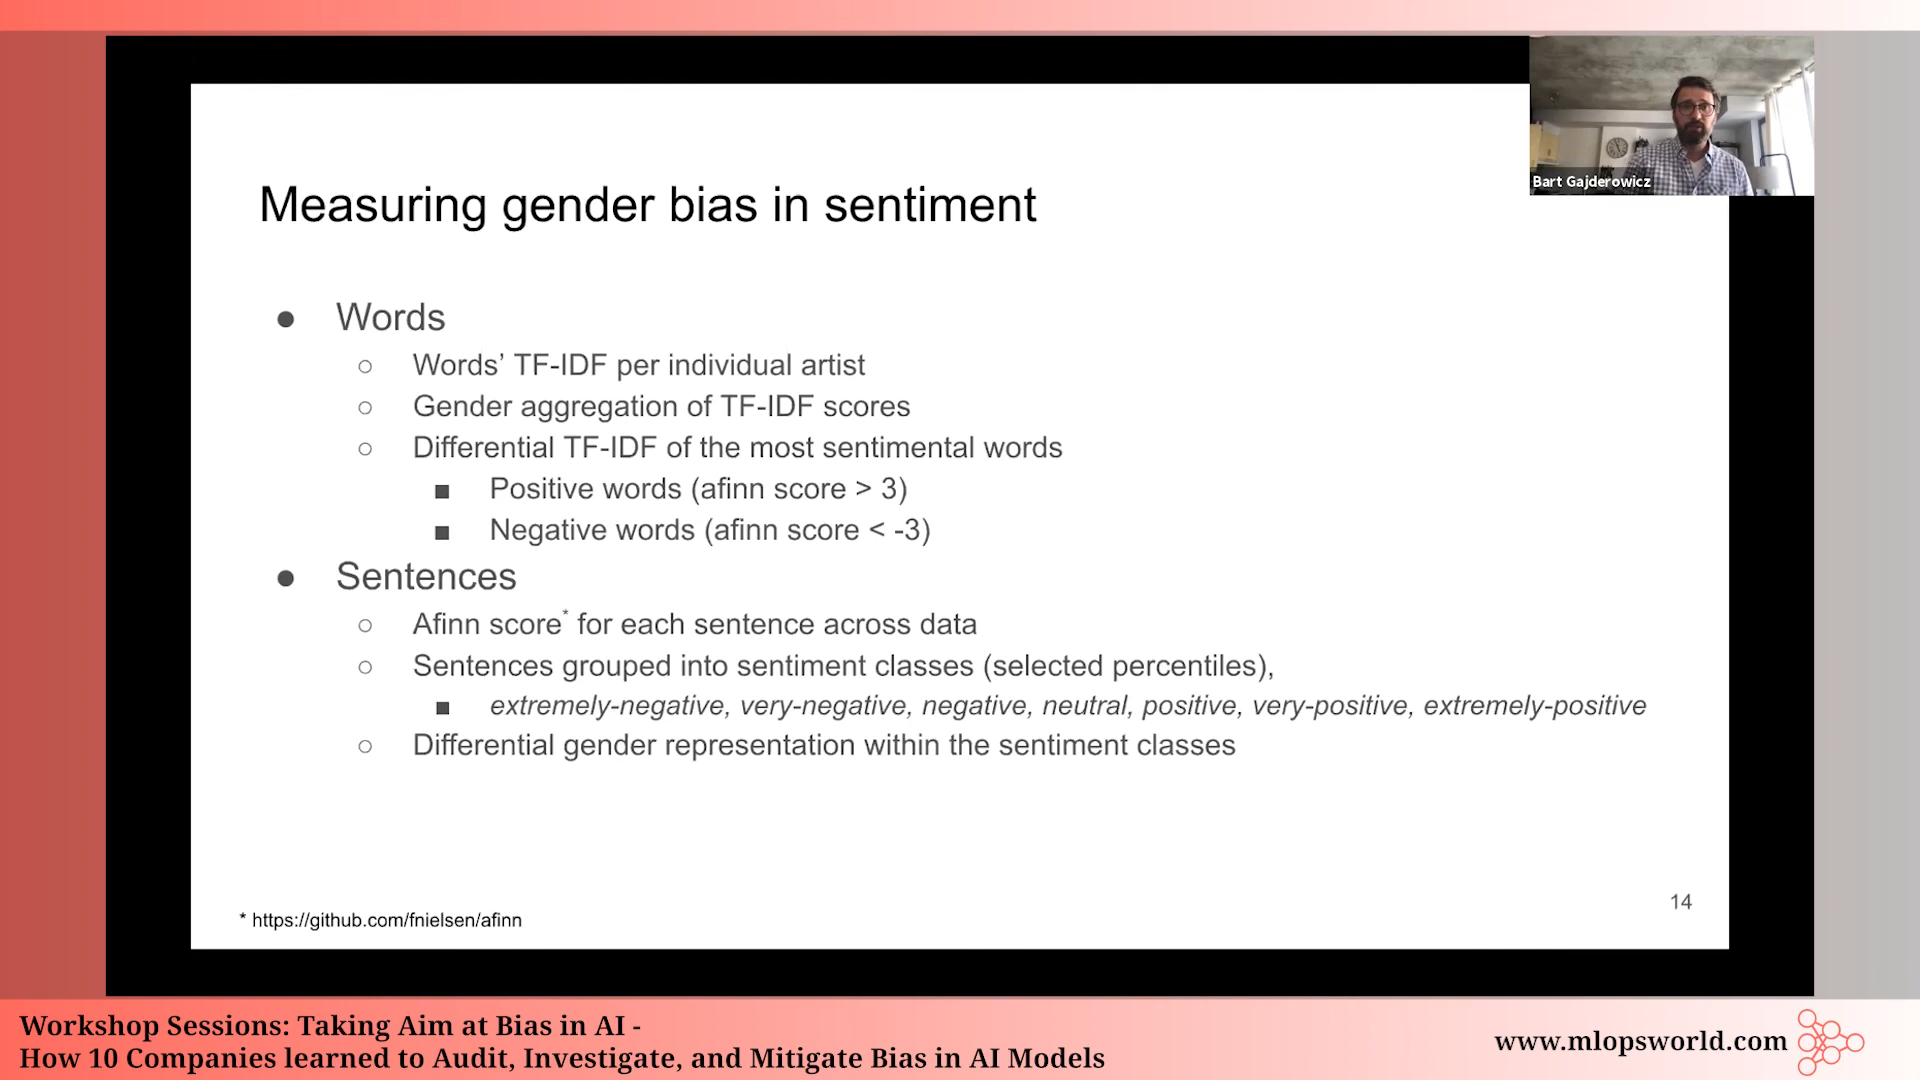 Bart Gajderowicz
Measuring gender bias in sentiment
● Words
○ Words’ TF-IDF per individual artist
○ Gender aggregation of TF-IDF scores
○ Differential TF-IDF of the most sentimental words
■ Positive words (afinn score > 3)
■ Negative words (afinn score < -3)
● Sentences
○ Afinn score* for each sentence across data
○ Sentences grouped into sentiment classes (selected percentiles),
■ extremely-negative, very-negative, negative, neutral, positive, very-positive, extremely-positive
○ Differential gender representation within the sentiment classes
14
* https://github.com/fnielsen/afinn
Workshop Sessions: Taking Aim at Bias in AI -
How 10 Companies learned to Audit, Investigate, and Mitigate Bias in AI Models
www.mlopsworld.com